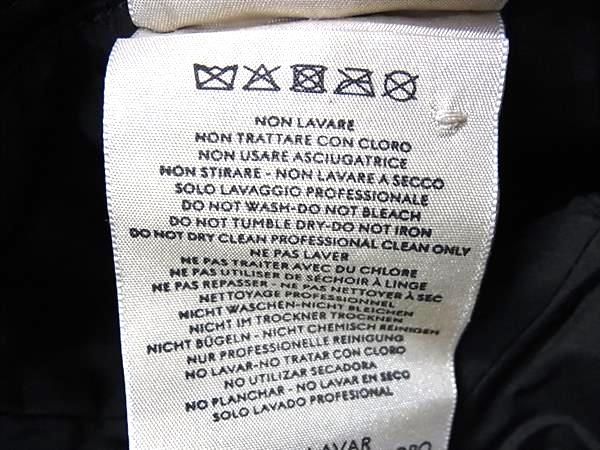 NON LAVARE
NON TRATTARE CON CLORO
NON USARE ASCIUGATRICE
NON STIRARE - NON LAVARE A SECCO
SOLO LAVAGGIO PROFESSIONALE
DO NOT WASH-DO NOT BLEACH
DO NOT TUMBLE DRY-DO NOT IRON
DO NOT DRY CLEAN PROFESSIONAL CLEAN ONLY
NE PAS LAVER
NE PAS TRAITER AVEC DU CHLORE
NE PAS UTILISER DE SÉCHOIR À LINGE
NE PAS REPASSER - NE PAS NETTOYER À SEC
NETTOYAGE PROFESSIONNEL
NICHT WASCHEN-NICHT BLEICHEN
NICHT IM TROCKNER TROCKNEN
NICHT BÜGELN - NICHT CHEMISCH REINIGEN
NUR PROFESSIONELLE REINIGUNG
NO LAVAR-NO TRATAR CON CLORO
NO UTILIZAR SECADORA
NO PLANCHAR - NO LAVAR EN SECO
SOLO LAVADO PROFESIONAL
LAVAR